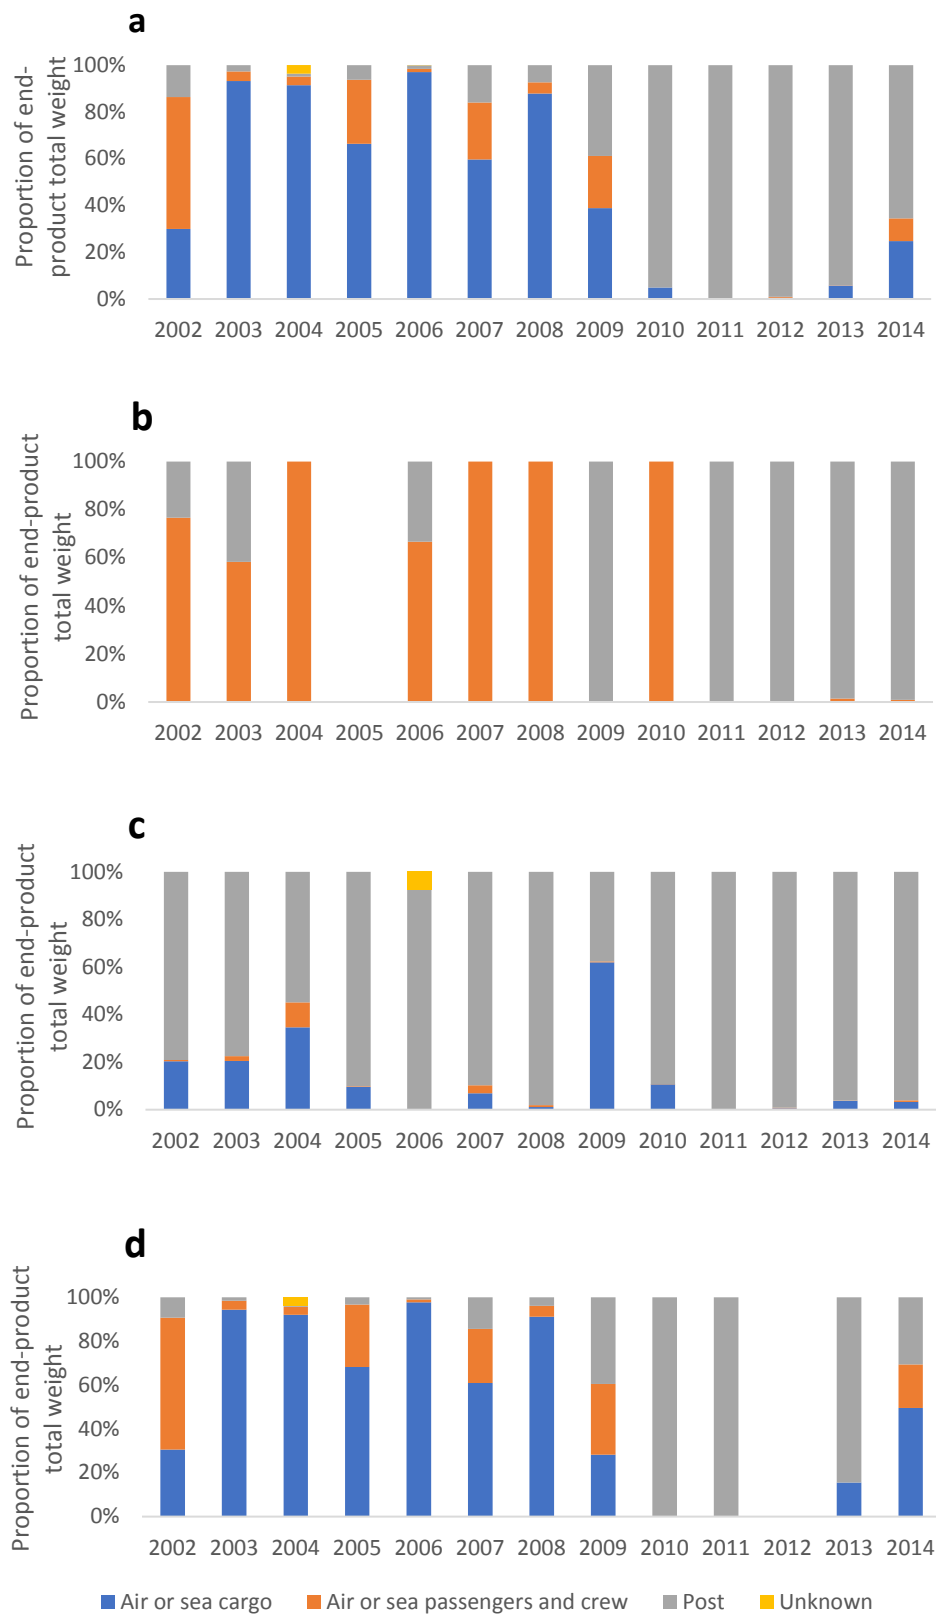 a
Proportion of end-
product total weight
100%
80%
60%
40%
20%
0%
2002 2003 2004 2005 2006 2007 2008 2009 2010 2011 2012 2013 2014
b
Proportion of end-product
total weight
100%
80%
60%
40%
20%
0%
2002 2003 2004 2005 2006 2007 2008 2009 2010 2011 2012 2013 2014
c
Proportion of end-product
total weight
100%
80%
60%
40%
20%
0%
2002 2003 2004 2005 2006 2007 2008 2009 2010 2011 2012 2013 2014
d
Proportion of end-product
total weight
100%
80%
60%
40%
20%
0%
2002 2003 2004 2005 2006 2007 2008 2009 2010 2011 2012 2013 2014
Air or sea cargo Air or sea passengers and crew Post Unknown